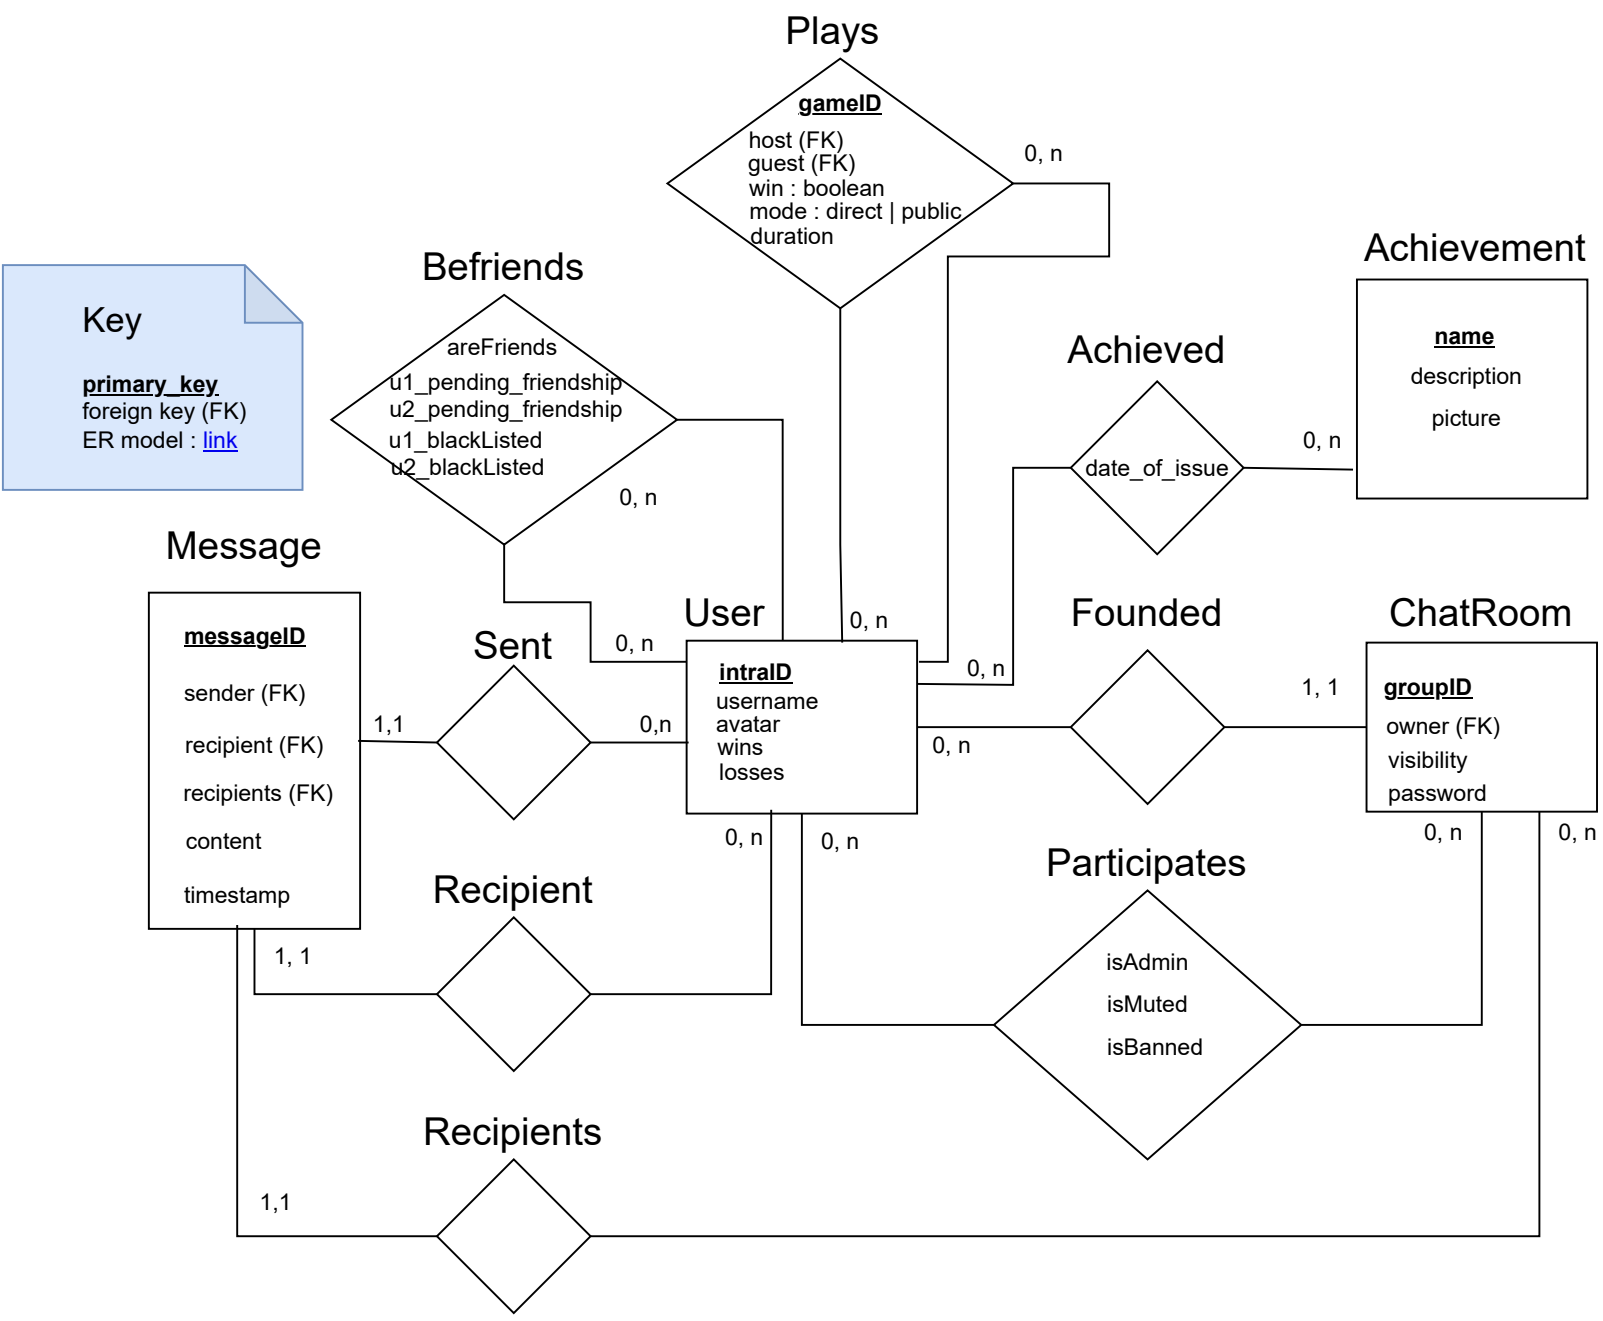 Plays
gameID
host (FK)
guest (FK)
win : boolean
mode : direct | public
duration
0, n
Befriends
areFriends
u1_pending_friendship
u2_pending_friendship
u1_blackListed
u2_blackListed
0, n
0, n
Key
primary_key
foreign key (FK)
ER model : link
Achievement
name
description
picture
Achieved
date_of_issue
0, n
0, n
Message
messageID
sender (FK)
recipient (FK)
recipients (FK)
content
timestamp
Sent
1,1
0,n
User
0, n
intraID
username
avatar
wins
losses
Founded
0, n
1, 1
ChatRoom
groupID
owner (FK)
visibility
password
0, n
0, n
0, n
0, n
Recipient
1, 1
Participates
isAdmin
isMuted
isBanned
Recipients
1,1